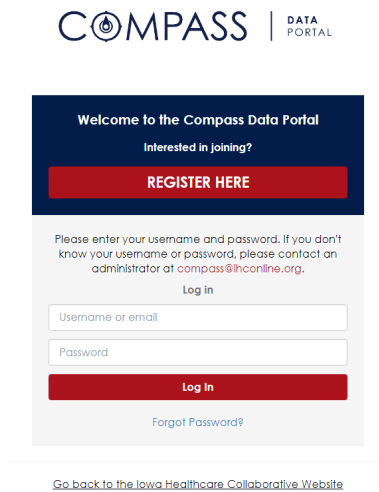 COMPASS DATA PORTAL
Welcome to the Compass Data Portal
Interested in joining?
REGISTER HERE
Please enter your username and password. If you don't
know your username or password, please contact an
administrator at compass@ihconline.org.
Log in
Username or email
Password
Log In
Forgot Password?
Go back to the Iowa Healthcare Collaborative Website